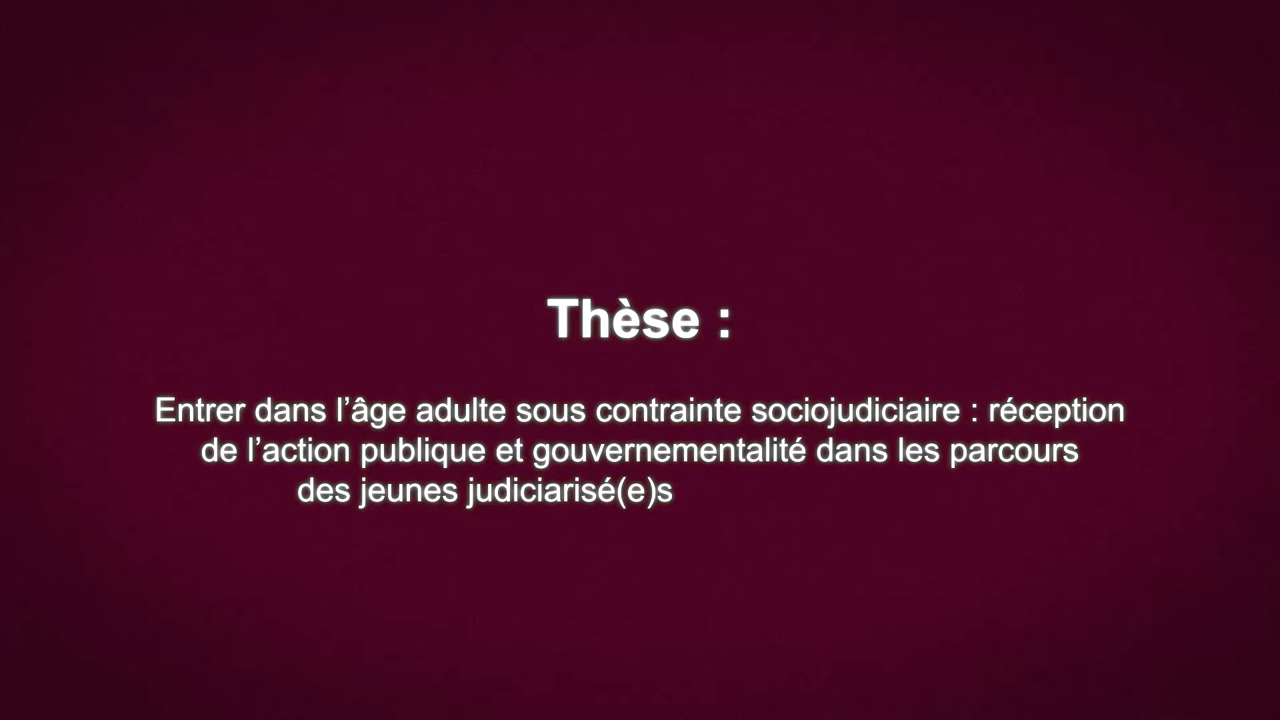 Thèse :
Entrer dans l’âge adulte sous contrainte sociojudiciaire : réception
de l’action publique et gouvernementalité dans les parcours
des jeunes judiciarisé(e)s